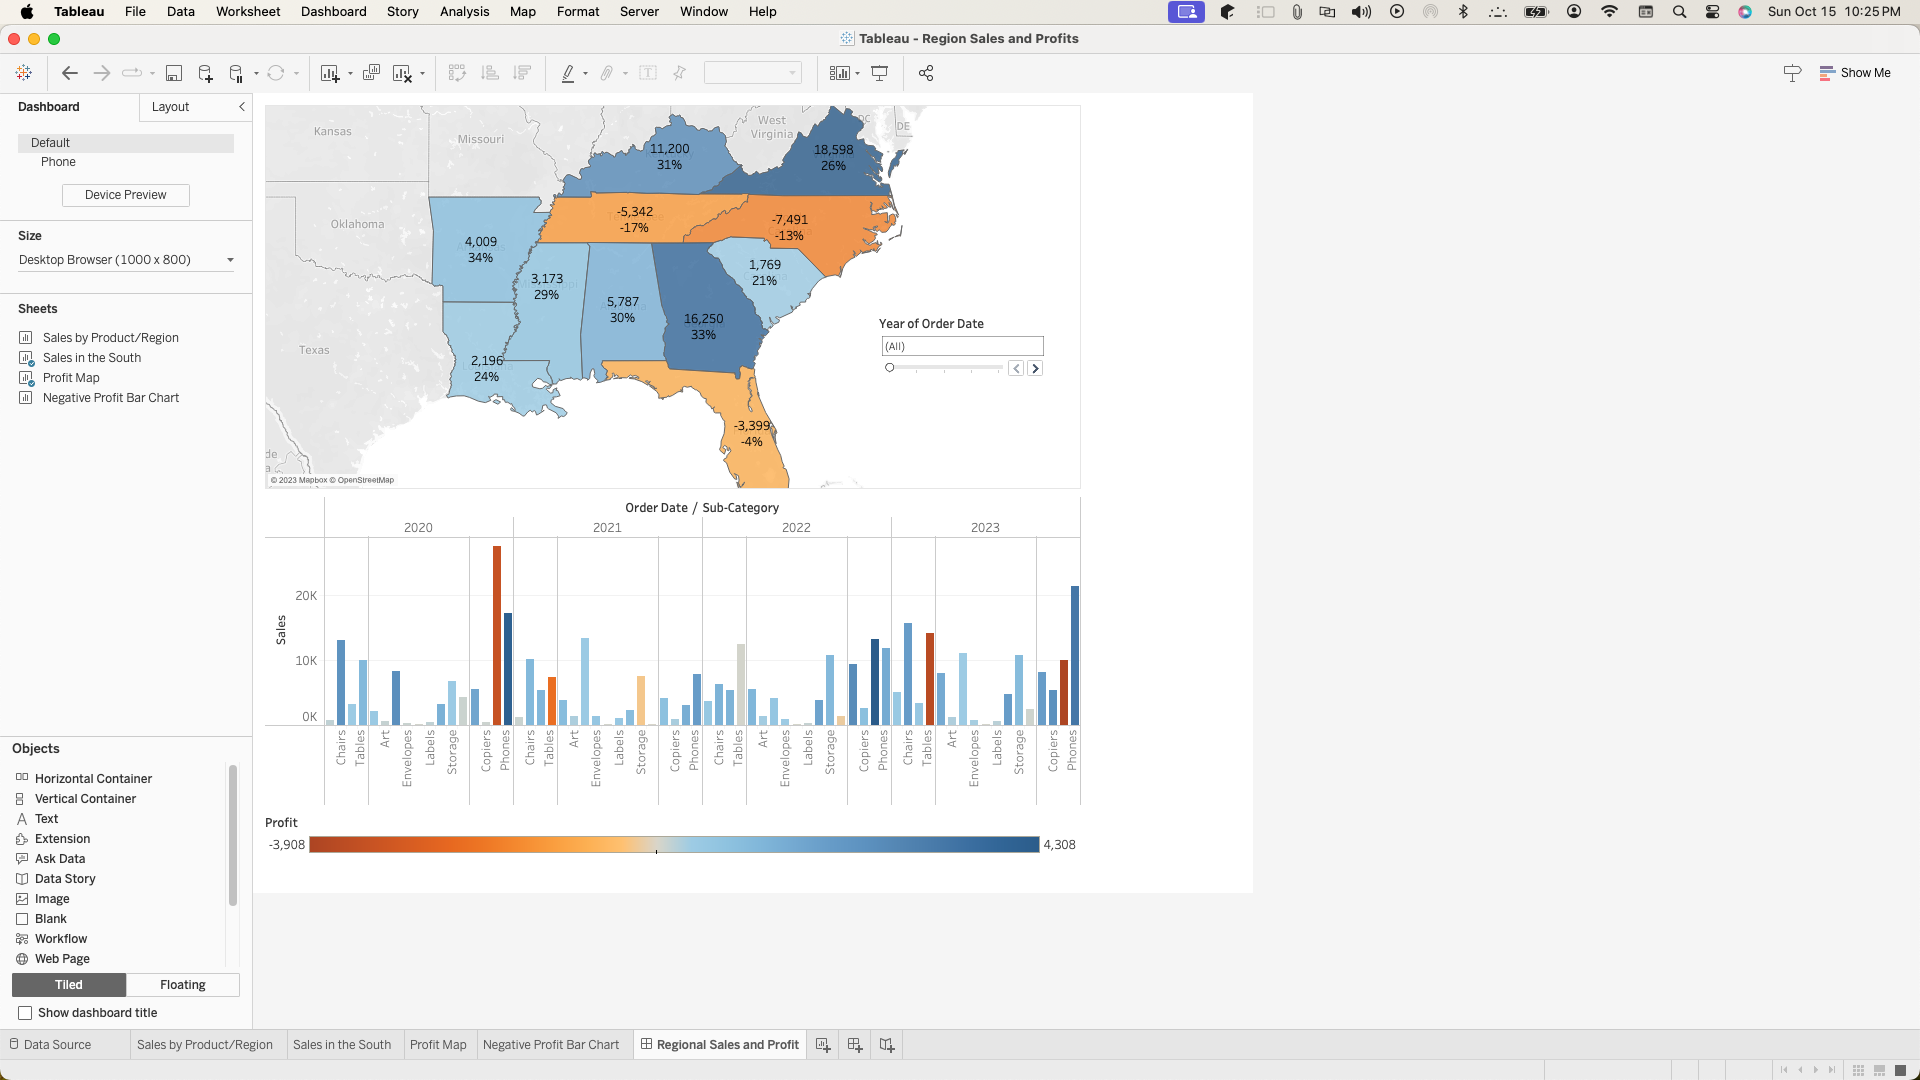 Tableau File Data Worksheet Dashboard Story Analysis Map Format Server Window Help Sun Oct 15 10:25 PM
Tableau - Region Sales and Profits
Show Me
Dashboard Layout
Default
Phone
Device Preview
Size
Desktop Browser (1000 x 800)
Sheets
Sales by Product/Region
Sales in the South
Profit Map
Negative Profit Bar Chart
Objects
Horizontal Container
Vertical Container
Text
Extension
Ask Data
Data Story
Image
Blank
Workflow
Web Page
Tiled Floating
Show dashboard title
Kansas
Missouri
West
Virginia
DC
DE
Oklahoma
Texas
11,200
31%
18,598
26%
-5,342
-17%
-7,491
-13%
4,009
34%
3,173
29%
5,787
30%
16,250
33%
1,769
21%
2,196
24%
-3,399
-4%
Year of Order Date
(All)
© 2023 Mapbox © OpenStreetMap
Order Date / Sub-Category
2020 2021 2022 2023
Sales
20K
10K
0K
Chairs Tables Art Envelopes Labels Storage Copiers Phones Chairs Tables Art Envelopes Labels Storage Copiers Phones Chairs Tables Art Envelopes Labels Storage Copiers Phones Chairs Tables Art Envelopes Labels Storage Copiers Phones
Profit
-3,908 4,308
Data Source Sales by Product/Region Sales in the South Profit Map Negative Profit Bar Chart Regional Sales and Profit